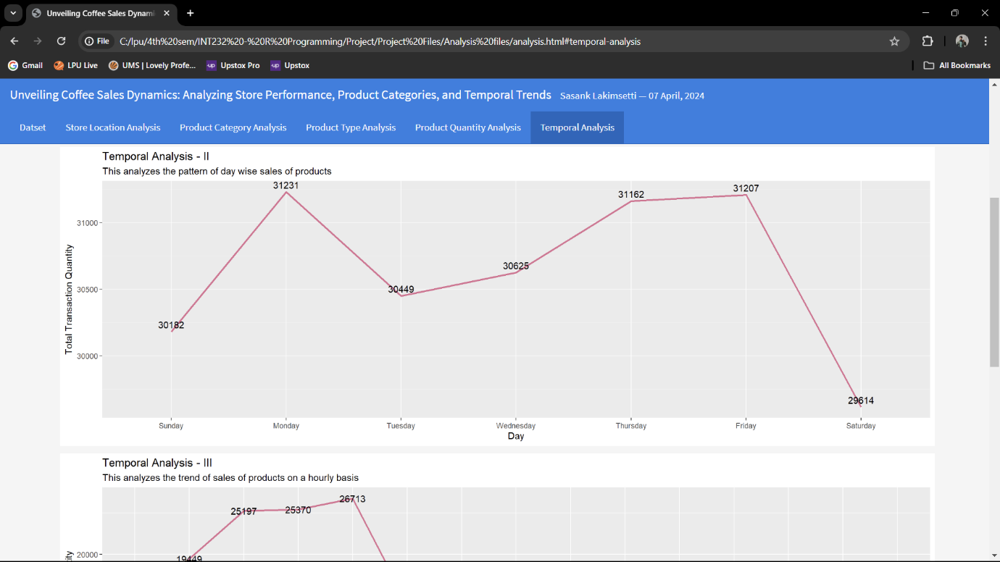 Unveiling Coffee Sales Dynami
File C:/lpu/4th%20sem/INT232%20-%20R%20Programming/Project/Project%20Files/Analysis%20files/analysis.html#temporal-analysis
Gmail LPU Live UMS | Lovely Profe... Upstox Pro Upstox All Bookmarks
Unveiling Coffee Sales Dynamics: Analyzing Store Performance, Product Categories, and Temporal Trends Sasank Lakimsetti — 07 April, 2024
Datset Store Location Analysis Product Category Analysis Product Type Analysis Product Quantity Analysis Temporal Analysis
Temporal Analysis - II
This analyzes the pattern of day wise sales of products
31231
31207
31162
31000
30625
30500
30449
30182
30000
29614
Total Transaction Quantity
Sunday Monday Tuesday Wednesday Thursday Friday Saturday
Day
Temporal Analysis - III
This analyzes the trend of sales of products on a hourly basis
26713
25197 25370
20000
19449